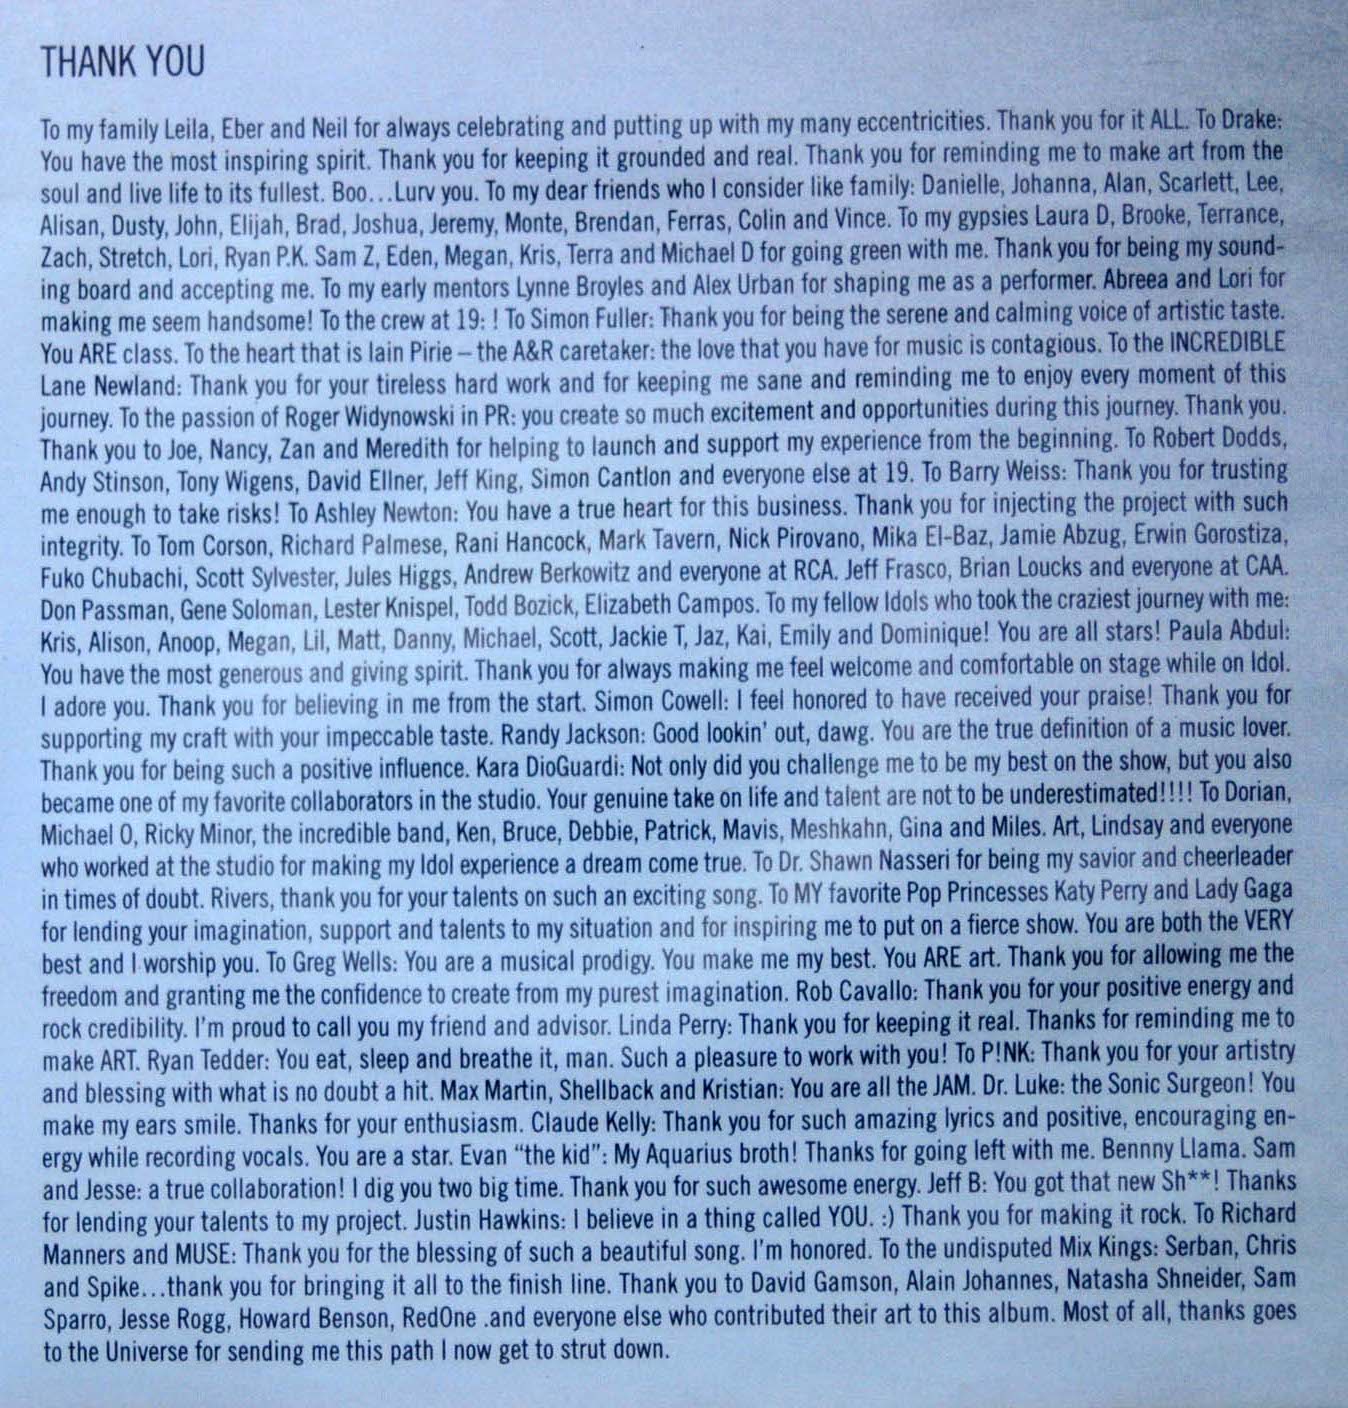 THANK YOU
To my family Leila, Eber and Neil for always celebrating and putting up with my many eccentricities. Thank you for it ALL. To Drake:
You have the most inspiring spirit. Thank you for keeping it grounded and real. Thank you for reminding me to make art from the
soul and live life to its fullest. Boo...Lurv you. To my dear friends who I consider like family: Danielle, Johanna, Alan, Scarlett, Lee,
Alisan, Dusty, John, Elijah, Brad, Joshua, Jeremy, Monte, Brendan, Ferras, Colin and Vince. To my gypsies Laura D, Brooke, Terrance,
Zach, Stretch, Lori, Ryan P.K. Sam Z, Eden, Megan, Kris, Terra and Michael D for going green with me. Thank you for being my sound-
ing board and accepting me. To my early mentors Lynne Broyles and Alex Urban for shaping me as a performer. Abreea and Lori for
making me seem handsome! To the crew at 19: ! To Simon Fuller: Thank you for being the serene and calming voice of artistic taste.
You ARE class. To the heart that is Iain Pirie – the A&R caretaker: the love that you have for music is contagious. To the INCREDIBLE
Lane Newland: Thank you for your tireless hard work and for keeping me sane and reminding me to enjoy every moment of this
journey. To the passion of Roger Widynowski in PR: you create so much excitement and opportunities during this journey. Thank you.
Thank you to Joe, Nancy, Zan and Meredith for helping to launch and support my experience from the beginning. To Robert Dodds,
Andy Stinson, Tony Wigens, David Ellner, Jeff King, Simon Cantlon and everyone else at 19. To Barry Weiss: Thank you for trusting
me enough to take risks! To Ashley Newton: You have a true heart for this business. Thank you for injecting the project with such
integrity. To Tom Corson, Richard Palmese, Rani Hancock, Mark Tavern, Nick Pirovano, Mika El-Baz, Jamie Abzug, Erwin Gorostiza,
Fuko Chubachi, Scott Sylvester, Jules Higgs, Andrew Berkowitz and everyone at RCA. Jeff Frasco, Brian Loucks and everyone at CAA.
Don Passman, Gene Soloman, Lester Knispel, Todd Bozick, Elizabeth Campos. To my fellow Idols who took the craziest journey with me:
Kris, Alison, Anoop, Megan, Lil, Matt, Danny, Michael, Scott, Jackie T, Jaz, Kai, Emily and Dominique! You are all stars! Paula Abdul:
You have the most generous and giving spirit. Thank you for always making me feel welcome and comfortable on stage while on Idol.
I adore you. Thank you for believing in me from the start. Simon Cowell: I feel honored to have received your praise! Thank you for
supporting my craft with your impeccable taste. Randy Jackson: Good lookin' out, dawg. You are the true definition of a music lover.
Thank you for being such a positive influence. Kara DioGuardi: Not only did you challenge me to be my best on the show, but you also
became one of my favorite collaborators in the studio. Your genuine take on life and talent are not to be underestimated!!!! To Dorian,
Michael O, Ricky Minor, the incredible band, Ken, Bruce, Debbie, Patrick, Mavis, Meshkahn, Gina and Miles. Art, Lindsay and everyone
who worked at the studio for making my Idol experience a dream come true. To Dr. Shawn Nasseri for being my savior and cheerleader
in times of doubt. Rivers, thank you for your talents on such an exciting song. To MY favorite Pop Princesses Katy Perry and Lady Gaga
for lending your imagination, support and talents to my situation and for inspiring me to put on a fierce show. You are both the VERY
best and I worship you. To Greg Wells: You are a musical prodigy. You make me my best. You ARE art. Thank you for allowing me the
freedom and granting me the confidence to create from my purest imagination. Rob Cavallo: Thank you for your positive energy and
rock credibility. I'm proud to call you my friend and advisor. Linda Perry: Thank you for keeping it real. Thanks for reminding me to
make ART. Ryan Tedder: You eat, sleep and breathe it, man. Such a pleasure to work with you! To P!NK: Thank you for your artistry
and blessing with what is no doubt a hit. Max Martin, Shellback and Kristian: You are all the JAM. Dr. Luke: the Sonic Surgeon! You
make my ears smile. Thanks for your enthusiasm. Claude Kelly: Thank you for such amazing lyrics and positive, encouraging en-
ergy while recording vocals. You are a star. Evan "the kid": My Aquarius broth! Thanks for going left with me. Bennny Llama. Sam
and Jesse: a true collaboration! I dig you two big time. Thank you for such awesome energy. Jeff B: You got that new Sh**! Thanks
for lending your talents to my project. Justin Hawkins: I believe in a thing called YOU. :) Thank you for making it rock. To Richard
Manners and MUSE: Thank you for the blessing of such a beautiful song. I'm honored. To the undisputed Mix Kings: Serban, Chris
and Spike...thank you for bringing it all to the finish line. Thank you to David Gamson, Alain Johannes, Natasha Shneider, Sam
Sparro, Jesse Rogg, Howard Benson, RedOne .and everyone else who contributed their art to this album. Most of all, thanks goes
to the Universe for sending me this path I now get to strut down.